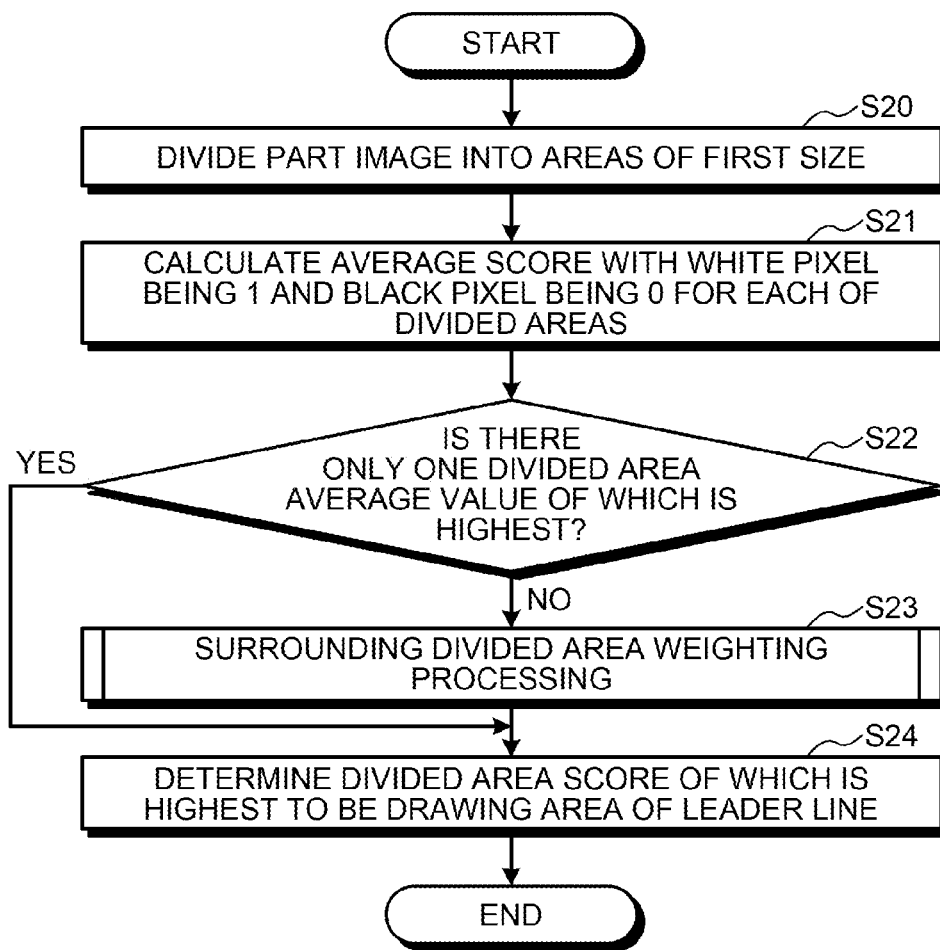 START
S20
DIVIDE PART IMAGE INTO AREAS OF FIRST SIZE
S21
CALCULATE AVERAGE SCORE WITH WHITE PIXEL
BEING 1 AND BLACK PIXEL BEING 0 FOR EACH OF
DIVIDED AREAS
S22
IS THERE
ONLY ONE DIVIDED AREA
AVERAGE VALUE OF WHICH IS
HIGHEST?
YES
NO
S23
SURROUNDING DIVIDED AREA WEIGHTING
PROCESSING
S24
DETERMINE DIVIDED AREA SCORE OF WHICH IS
HIGHEST TO BE DRAWING AREA OF LEADER LINE
END